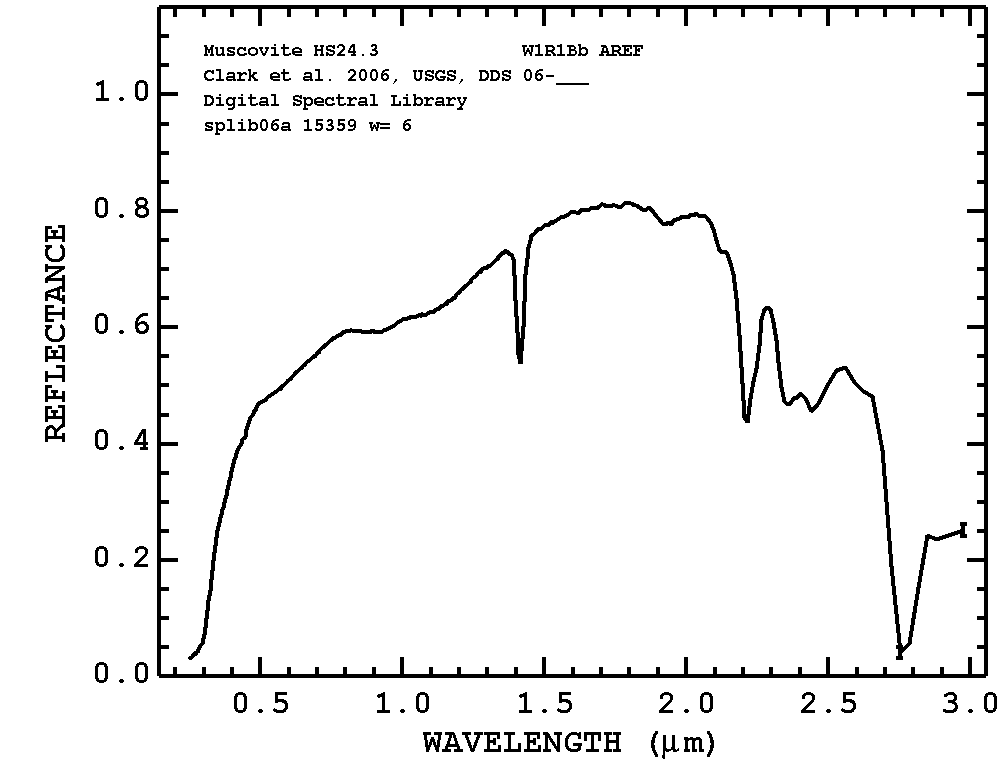 Muscovite HS24.3 W1R1Bb AREF
Clark et al. 2006, USGS, DDS 06-___
Digital Spectral Library
splib06a 15359 w= 6
1.0
0.8
0.6
0.4
0.2
0.0
REFLECTANCE
0.5 1.0 1.5 2.0 2.5 3.0
WAVELENGTH (μm)